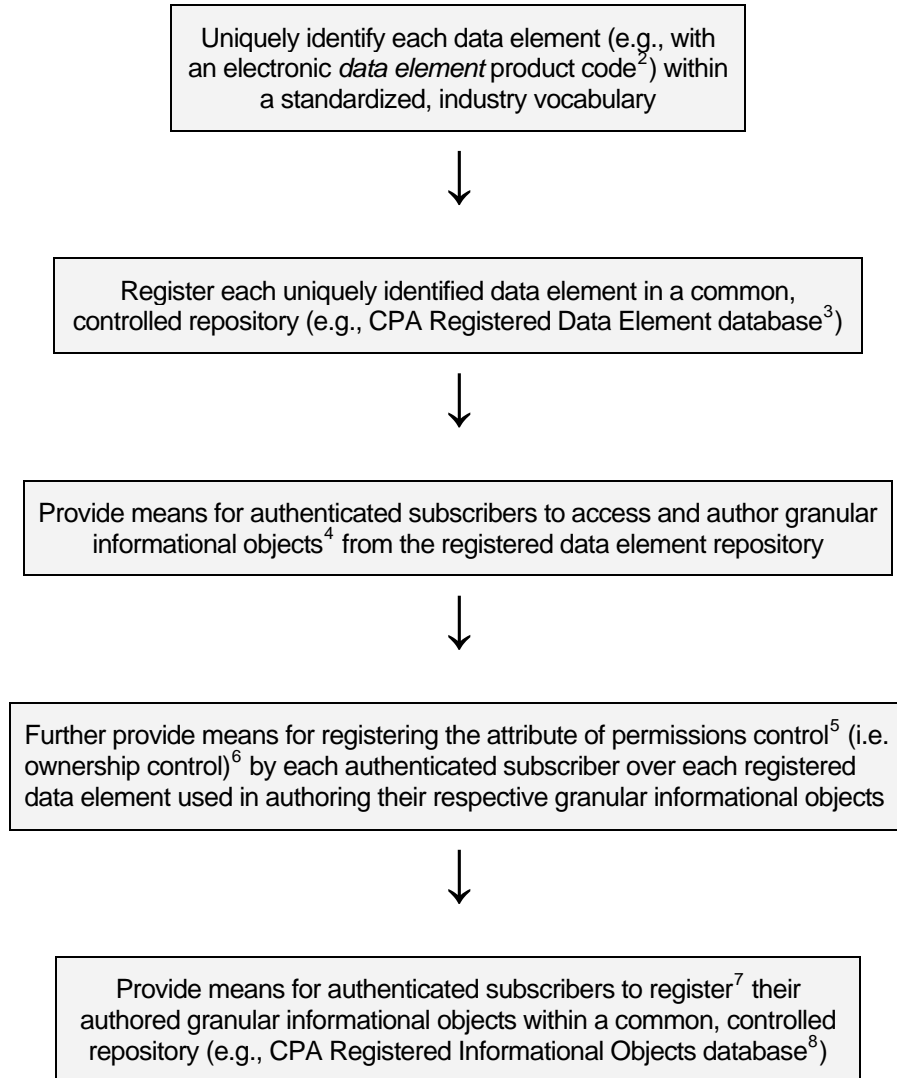 Uniquely identify each data element (e.g., with
an electronic data element product code²) within
a standardized, industry vocabulary
Register each uniquely identified data element in a common,
controlled repository (e.g., CPA Registered Data Element database³)
Provide means for authenticated subscribers to access and author granular
informational objects⁴ from the registered data element repository
Further provide means for registering the attribute of permissions control⁵ (i.e.
ownership control)⁶ by each authenticated subscriber over each registered
data element used in authoring their respective granular informational objects
Provide means for authenticated subscribers to register⁷ their
authored granular informational objects within a common, controlled
repository (e.g., CPA Registered Informational Objects database⁸)